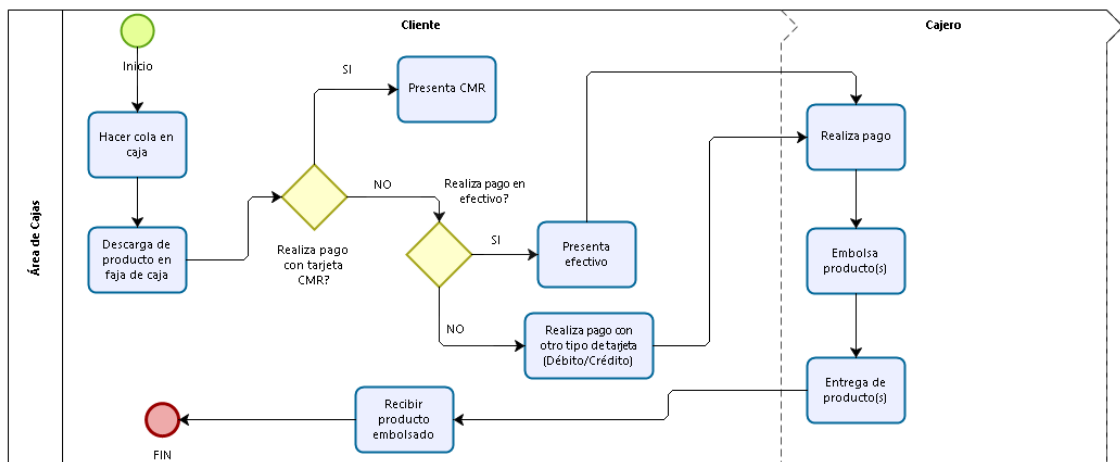 Área de Cajas
Cliente
Cajero
Inicio
Hacer cola en
caja
Descarga de
producto en
faja de caja
Realiza pago
con tarjeta
CMR?
SI
Presenta CMR
NO
Realiza pago en
efectivo?
SI
Presenta
efectivo
NO
Realiza pago con
otro tipo de tarjeta
(Débito/Crédito)
Realiza pago
Embolsa
producto(s)
Entrega de
producto(s)
Recibir
producto
embolsado
FIN